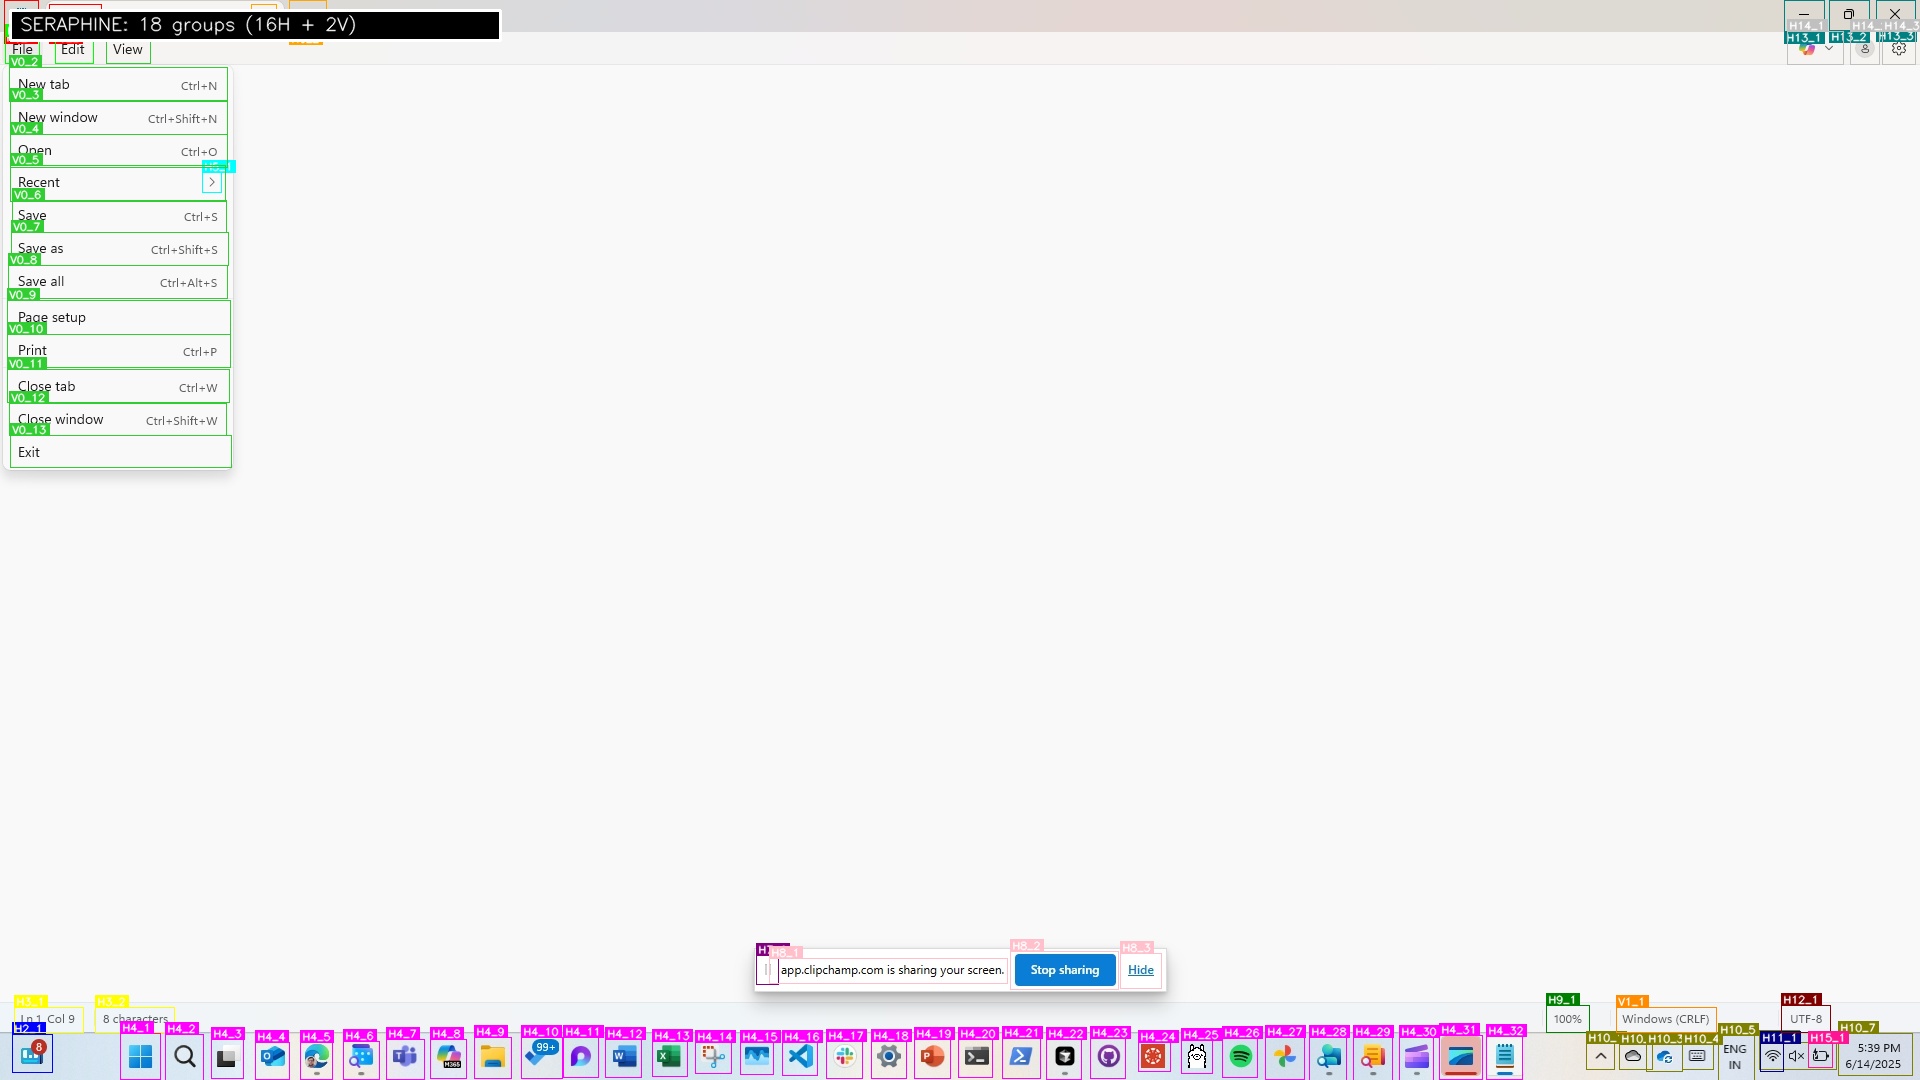 SERAPHINE: 18 groups (16H + 2V)
H14_1
H13_1
H13_2
H13_3
File
Edit
View
V0_2
New tab Ctrl+N
V0_3
New window Ctrl+Shift+N
V0_4
Open Ctrl+O
V0_5
Recent
V0_6
Save Ctrl+S
V0_7
Save as Ctrl+Shift+S
V0_8
Save all Ctrl+Alt+S
V0_9
Page setup
V0_10
Print Ctrl+P
V0_11
Close tab Ctrl+W
V0_12
Close window Ctrl+Shift+W
V0_13
Exit
H8_1 H8_2 H8_3
app.clipchamp.com is sharing your screen. Stop sharing Hide
H3_1 H3_2 H9_1 V1_1 H12_1
Ln 1, Col 9 8 characters 100% Windows (CRLF) UTF-8
H2_1 H4_1 H4_2 H4_3 H4_4 H4_5 H4_6 H4_7 H4_8 H4_9 H4_10 H4_11 H4_12 H4_13 H4_14 H4_15 H4_16 H4_17 H4_18 H4_19 H4_20 H4_21 H4_22 H4_23 H4_24 H4_25 H4_26 H4_27 H4_28 H4_29 H4_30 H4_31 H4_32 H10_4 H10_5 H11_1 H15_1 H10_7
8
99+
M365
ENG
IN
5:39 PM
6/14/2025